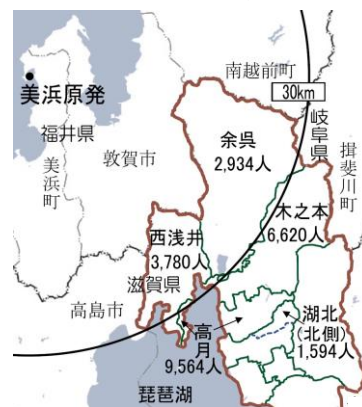 南越前町
30km
美浜原発
福井県
美浜町
敦賀市
岐阜県
揖斐川町
余呉
2,934人
木之本
6,620人
西浅井
3,780人
滋賀県
高島市
高月
9,564人
湖北
(北側)
1,594人
琵琶湖